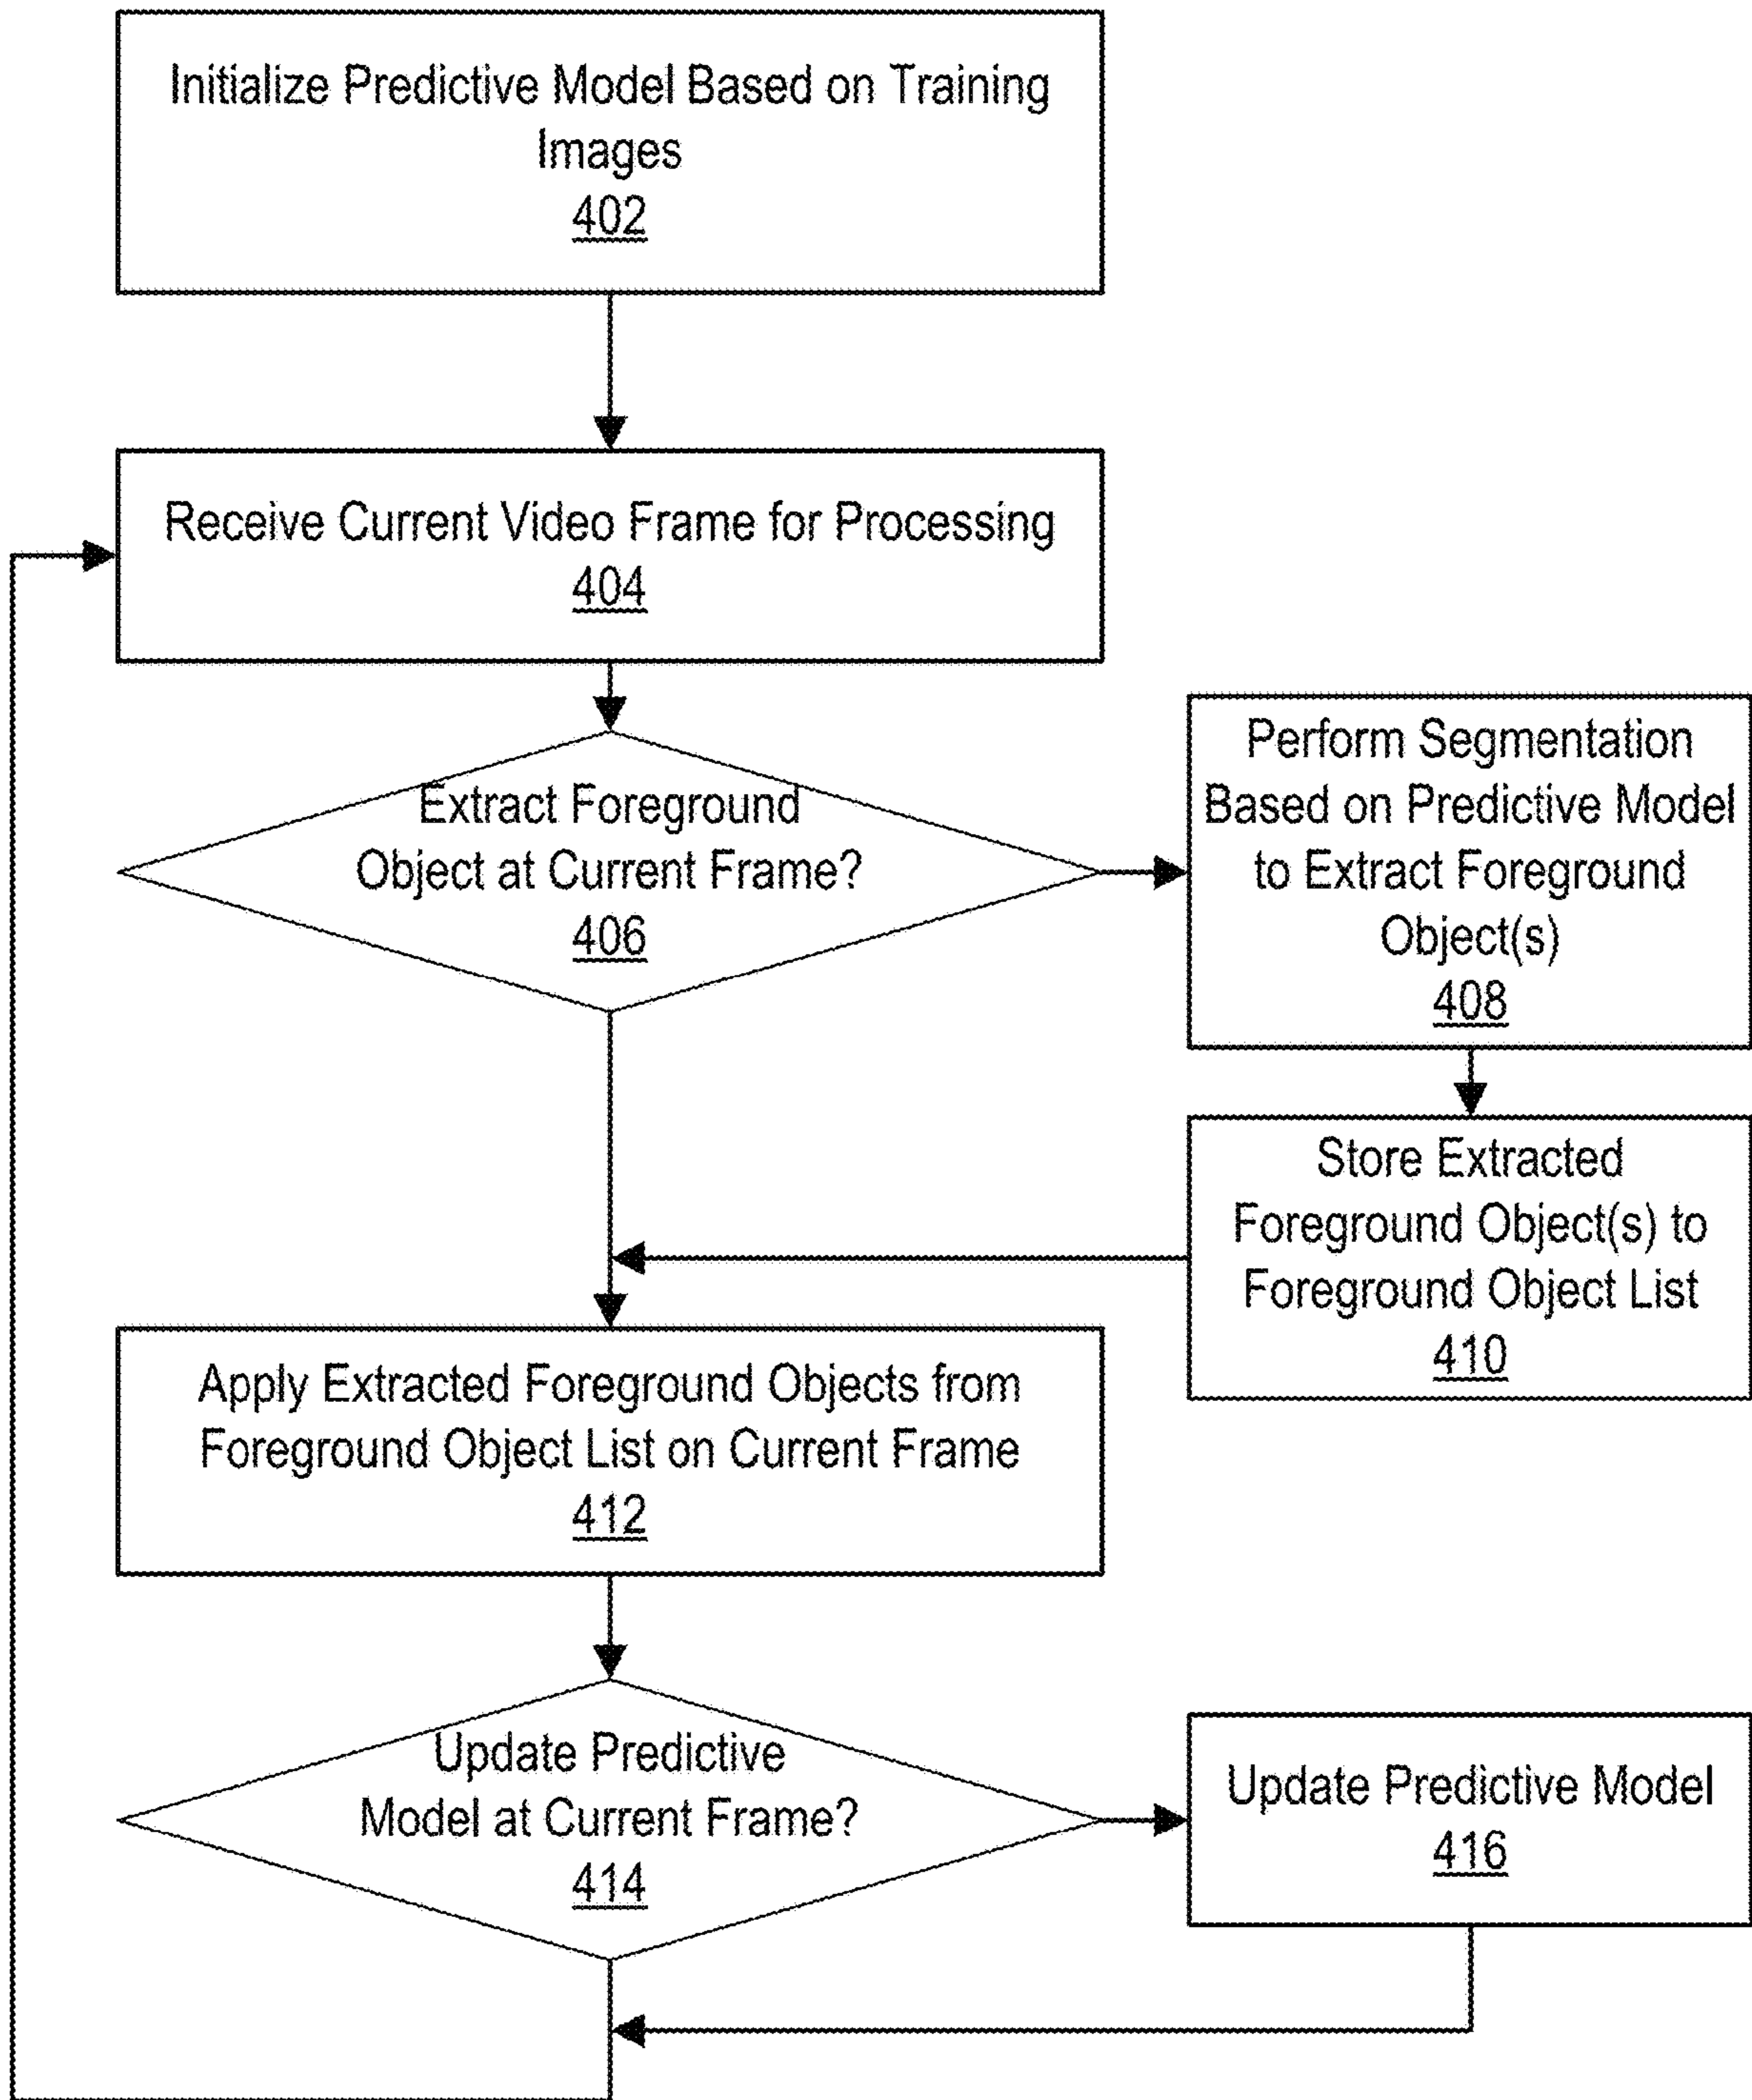 Initialize Predictive Model Based on Training
Images
402
Receive Current Video Frame for Processing
404
Extract Foreground
Object at Current Frame?
406
Perform Segmentation
Based on Predictive Model
to Extract Foreground
Object(s)
408
Store Extracted
Foreground Object(s) to
Foreground Object List
410
Apply Extracted Foreground Objects from
Foreground Object List on Current Frame
412
Update Predictive
Model at Current Frame?
414
Update Predictive Model
416